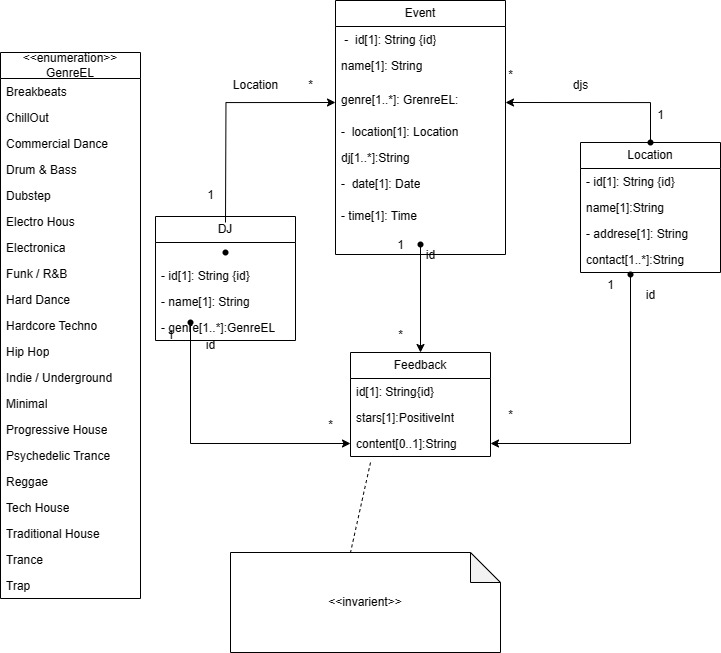 <<enumeration>>
GenreEL
Breakbeats
ChillOut
Commercial Dance
Drum & Bass
Dubstep
Electro Hous
Electronica
Funk / R&B
Hard Dance
Hardcore Techno
Hip Hop
Indie / Underground
Minimal
Progressive House
Psychedelic Trance
Reggae
Tech House
Traditional House
Trance
Trap
Location
*
1
DJ
- id[1]: String {id}
- name[1]: String
- genre[1..*]:GenreEL
1
id
*
Event
- id[1]: String {id}
name[1]: String
genre[1..*]: GrenreEL:
- location[1]: Location
dj[1..*]:String
- date[1]: Date
- time[1]: Time
1
id
*
*
djs
1
Location
- id[1]: String {id}
name[1]:String
- addrese[1]: String
contact[1..*]:String
1
id
*
Feedback
id[1]: String{id}
stars[1]:PositiveInt
content[0..1]:String
<<invarient>>